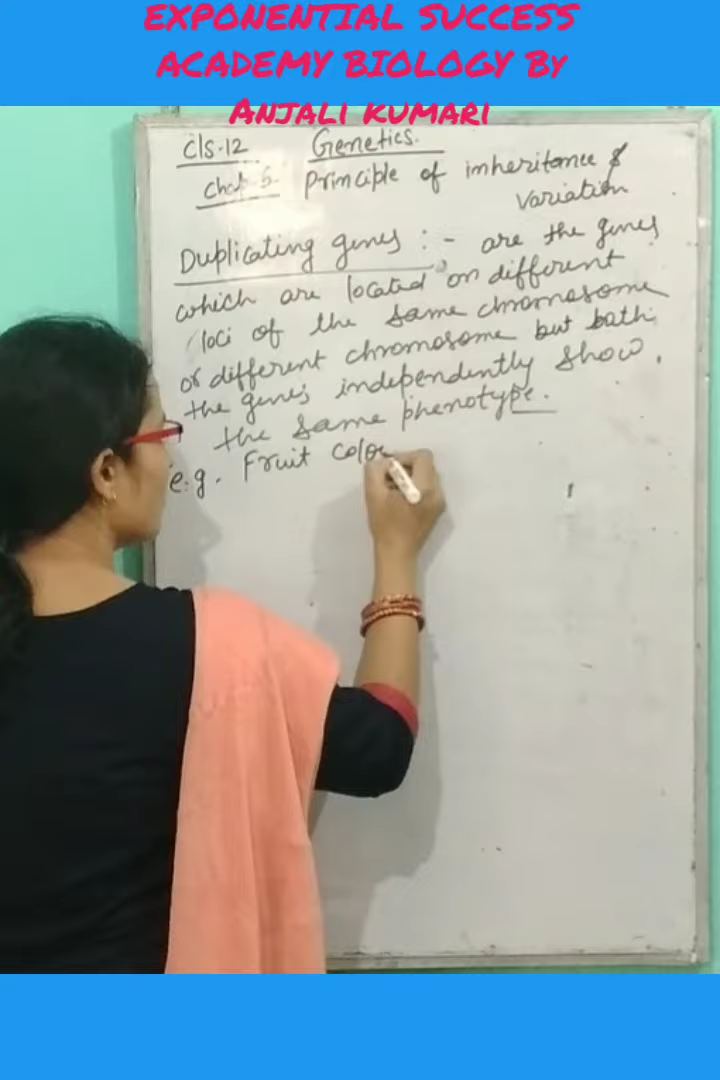 EXPONENTIAL SUCCESS
ACADEMY BIOLOGY BY
ANJALI KUMARI
cls.12 Genetics.
Chap.5. Principle of inheritance &
variation
Duplicating genes :- are the genes
which are located on different
loci of the same chromosome
or different chromosome but both
the genes independently show
the same phenotype.
e.g. Fruit colo